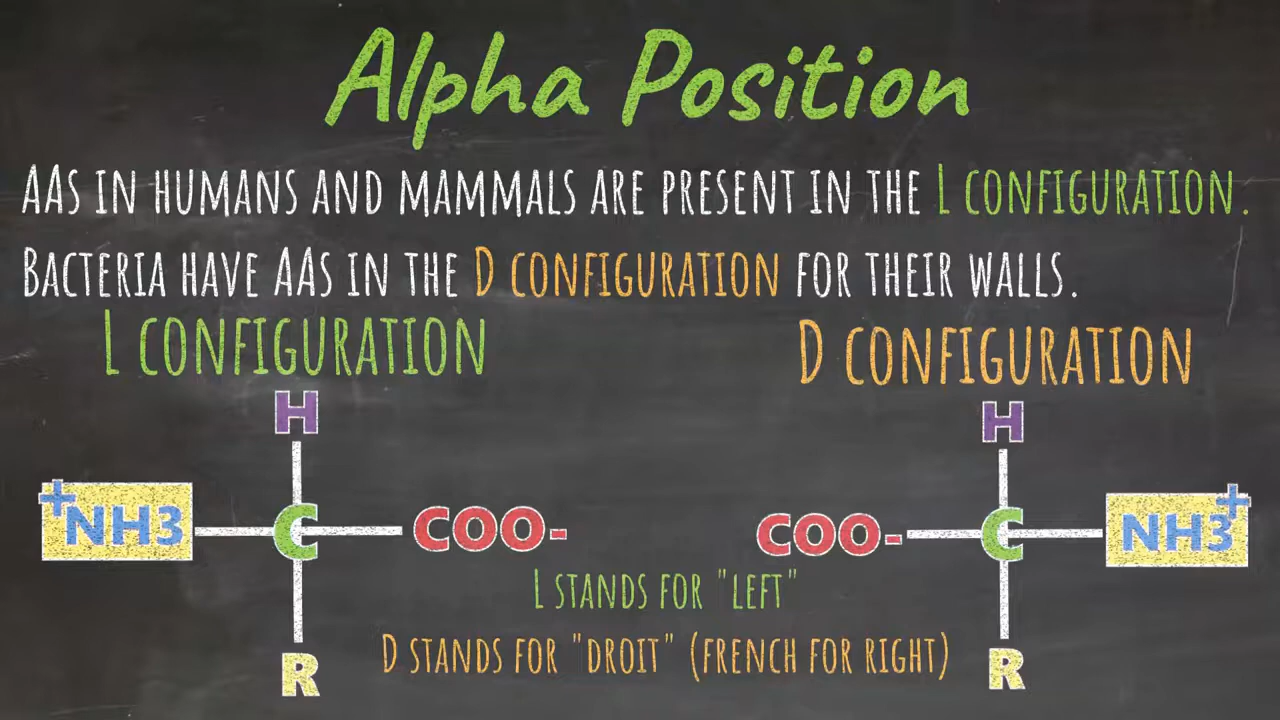 Alpha Position
AAs in humans and mammals are present in the L configuration.
Bacteria have AAs in the D configuration for their walls.
L configuration
D configuration
H
H
+NH3 C COO-
COO- C NH3+
L stands for "left"
D stands for "droit" (french for right)
R
R